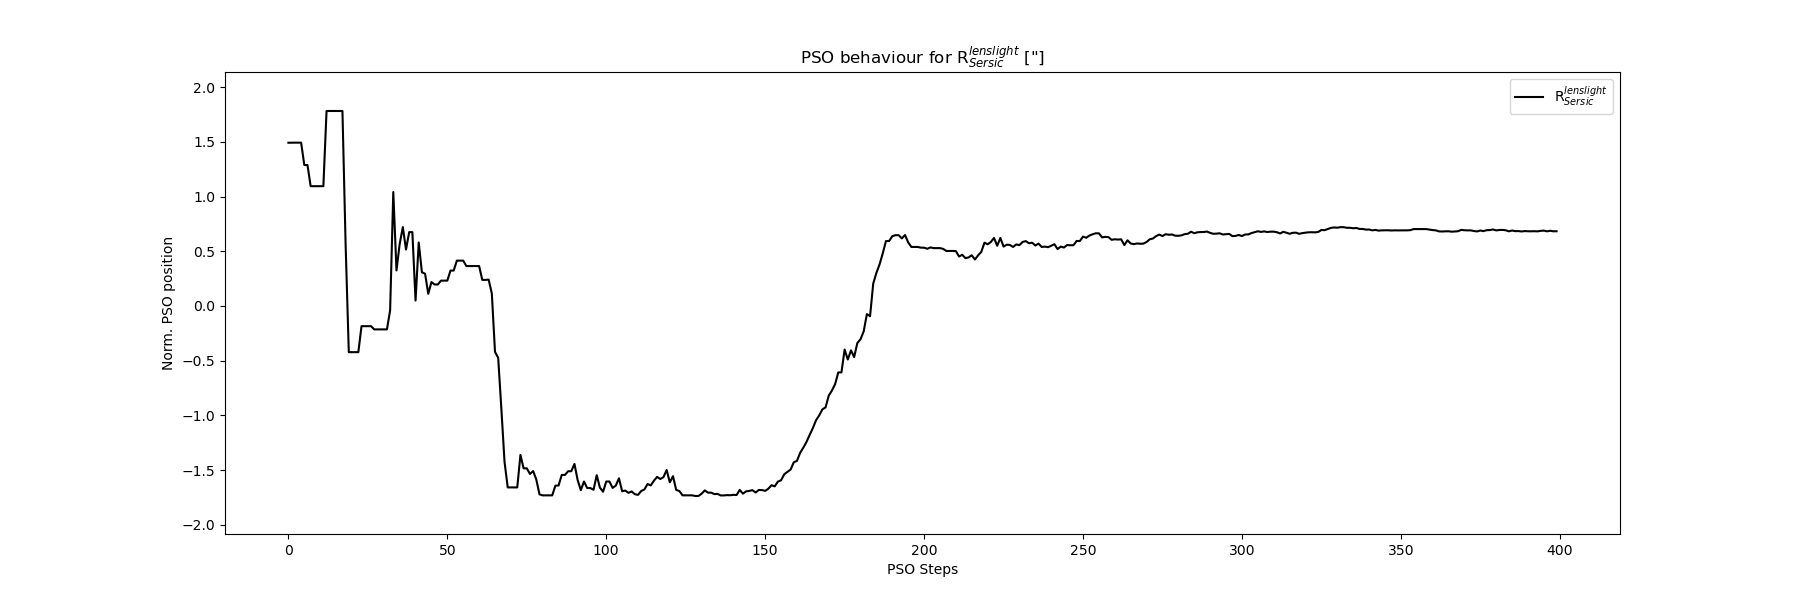 PSO behaviour for R$^{lenslight}_{Sersic}$ ["]
R$^{lenslight}_{Sersic}$
2.0
1.5
1.0
0.5
0.0
−0.5
−1.0
−1.5
−2.0
Norm. PSO position
0 50 100 150 200 250 300 350 400
PSO Steps